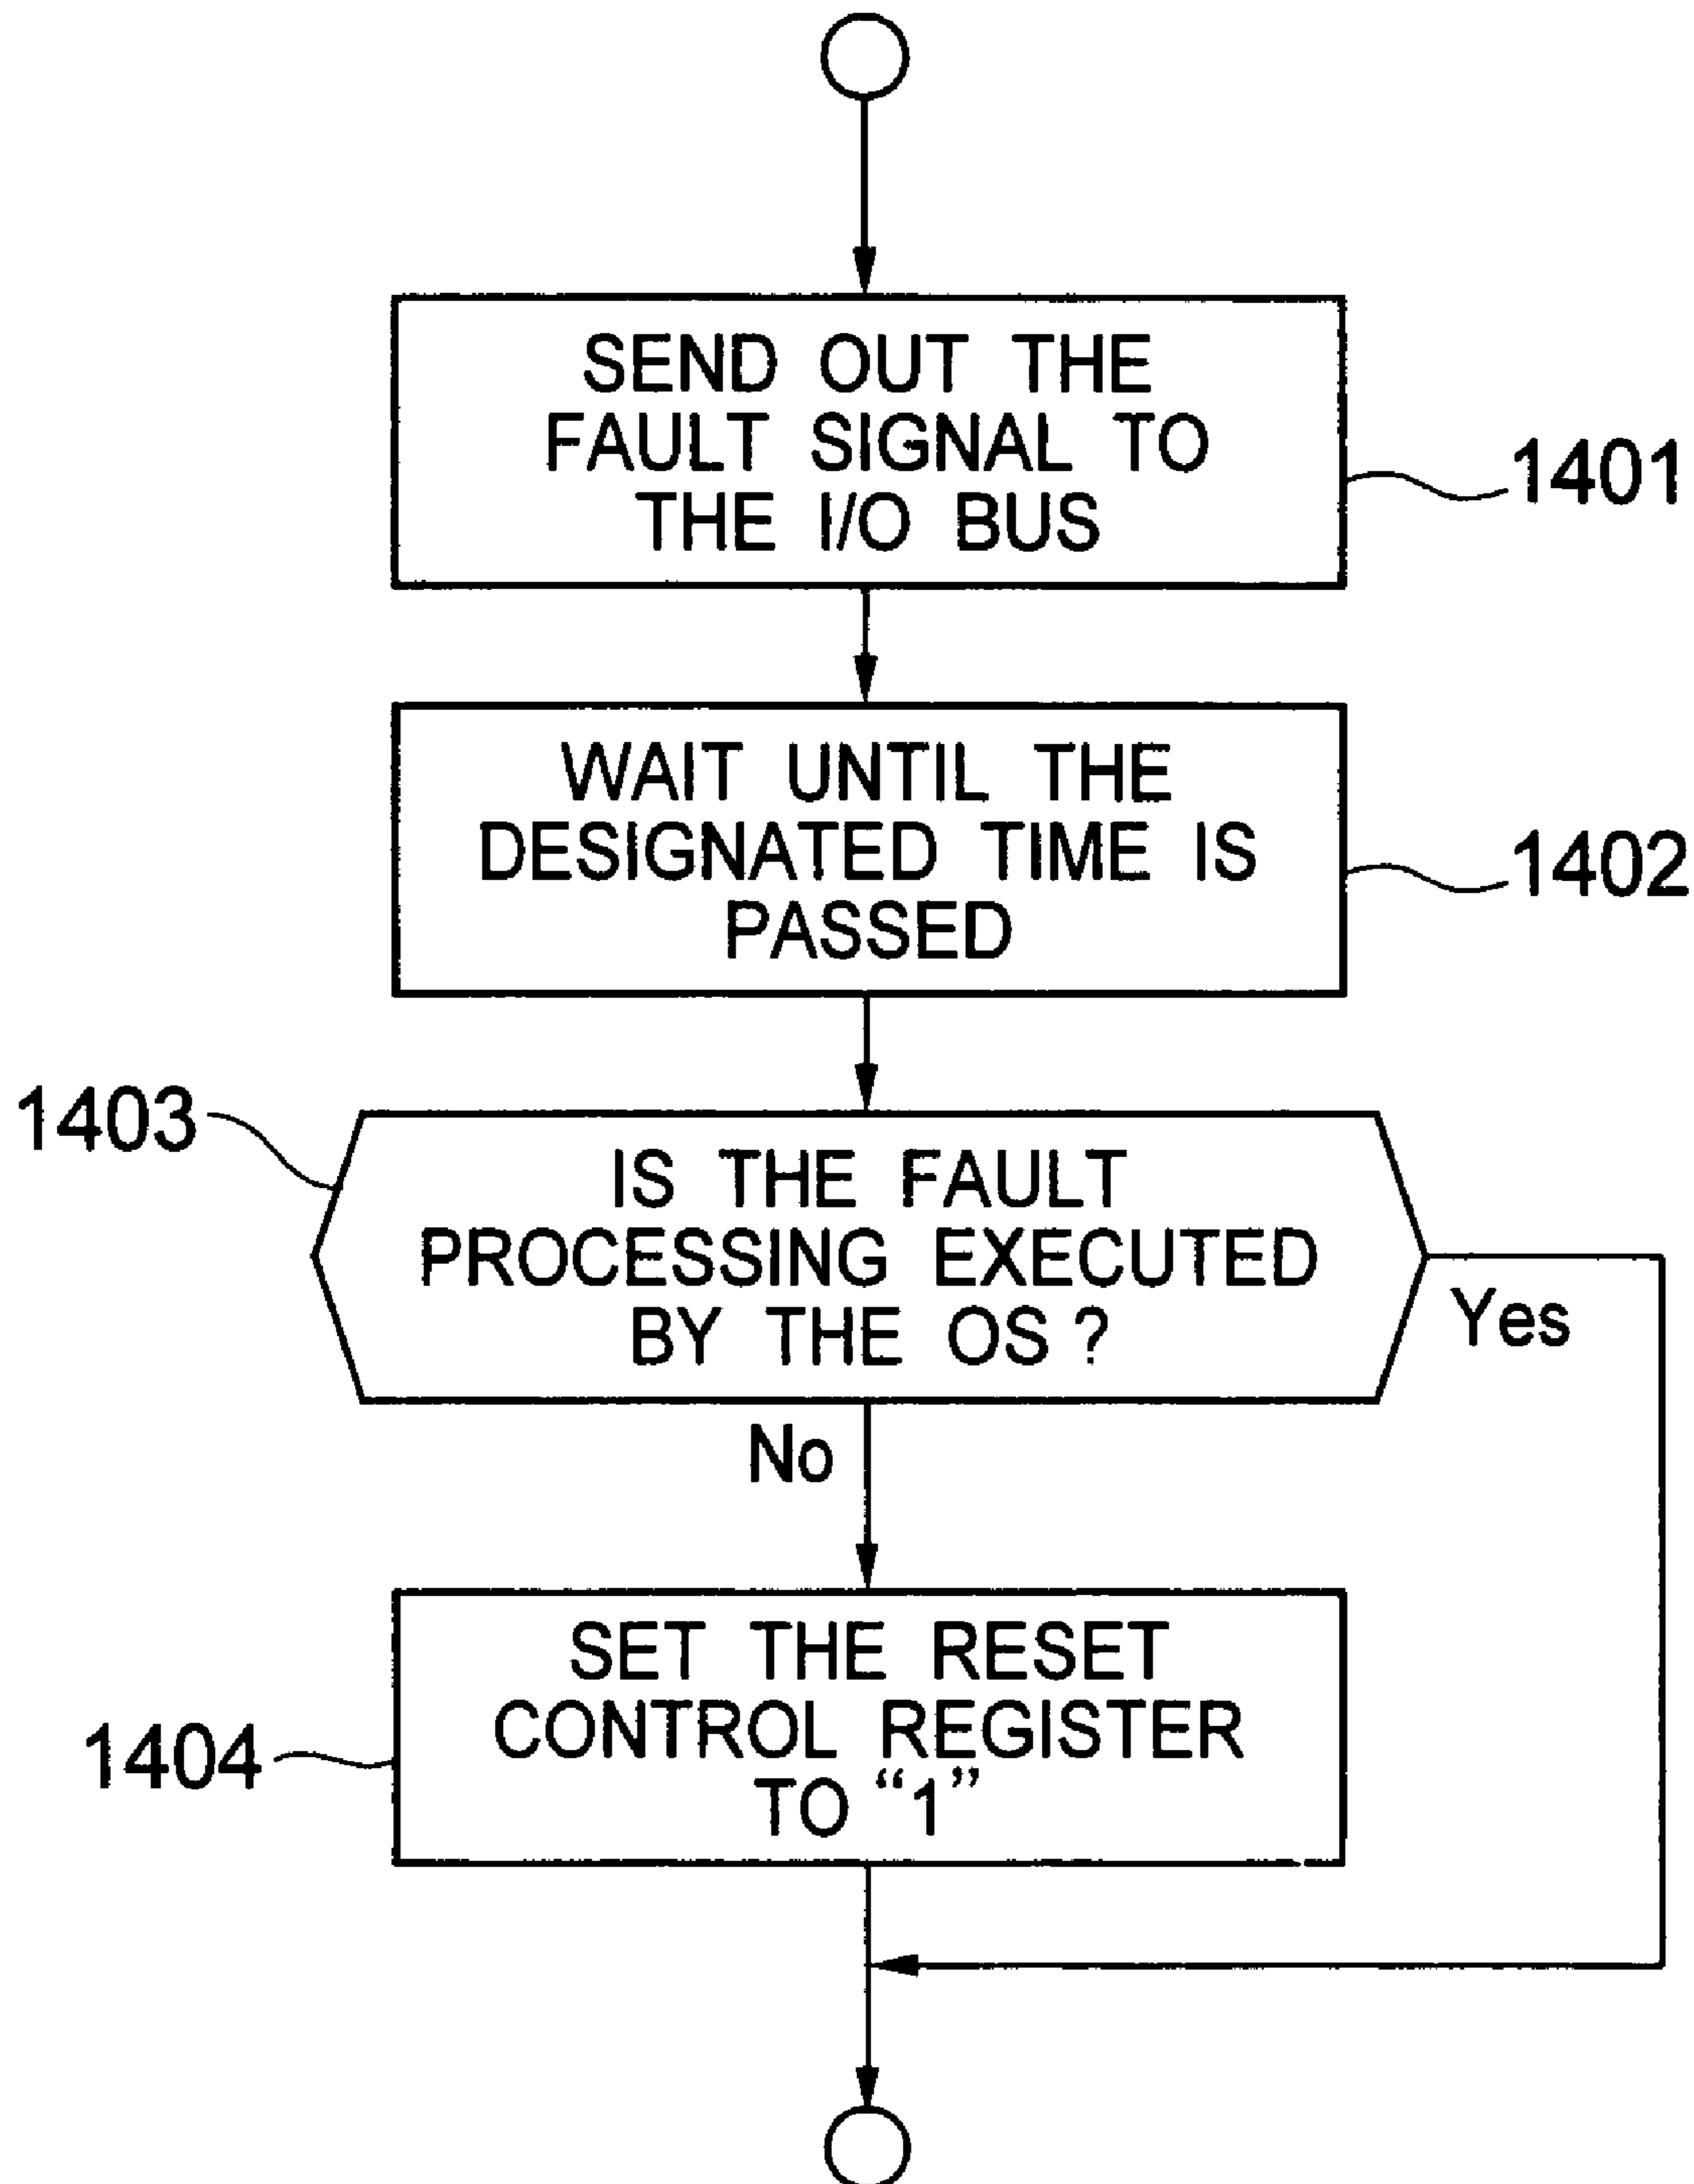 SEND OUT THE
FAULT SIGNAL TO
THE I/O BUS
1401
WAIT UNTIL THE
DESIGNATED TIME IS
PASSED
1402
1403
IS THE FAULT
PROCESSING EXECUTED
BY THE OS ?
Yes
No
SET THE RESET
CONTROL REGISTER
TO “1”
1404